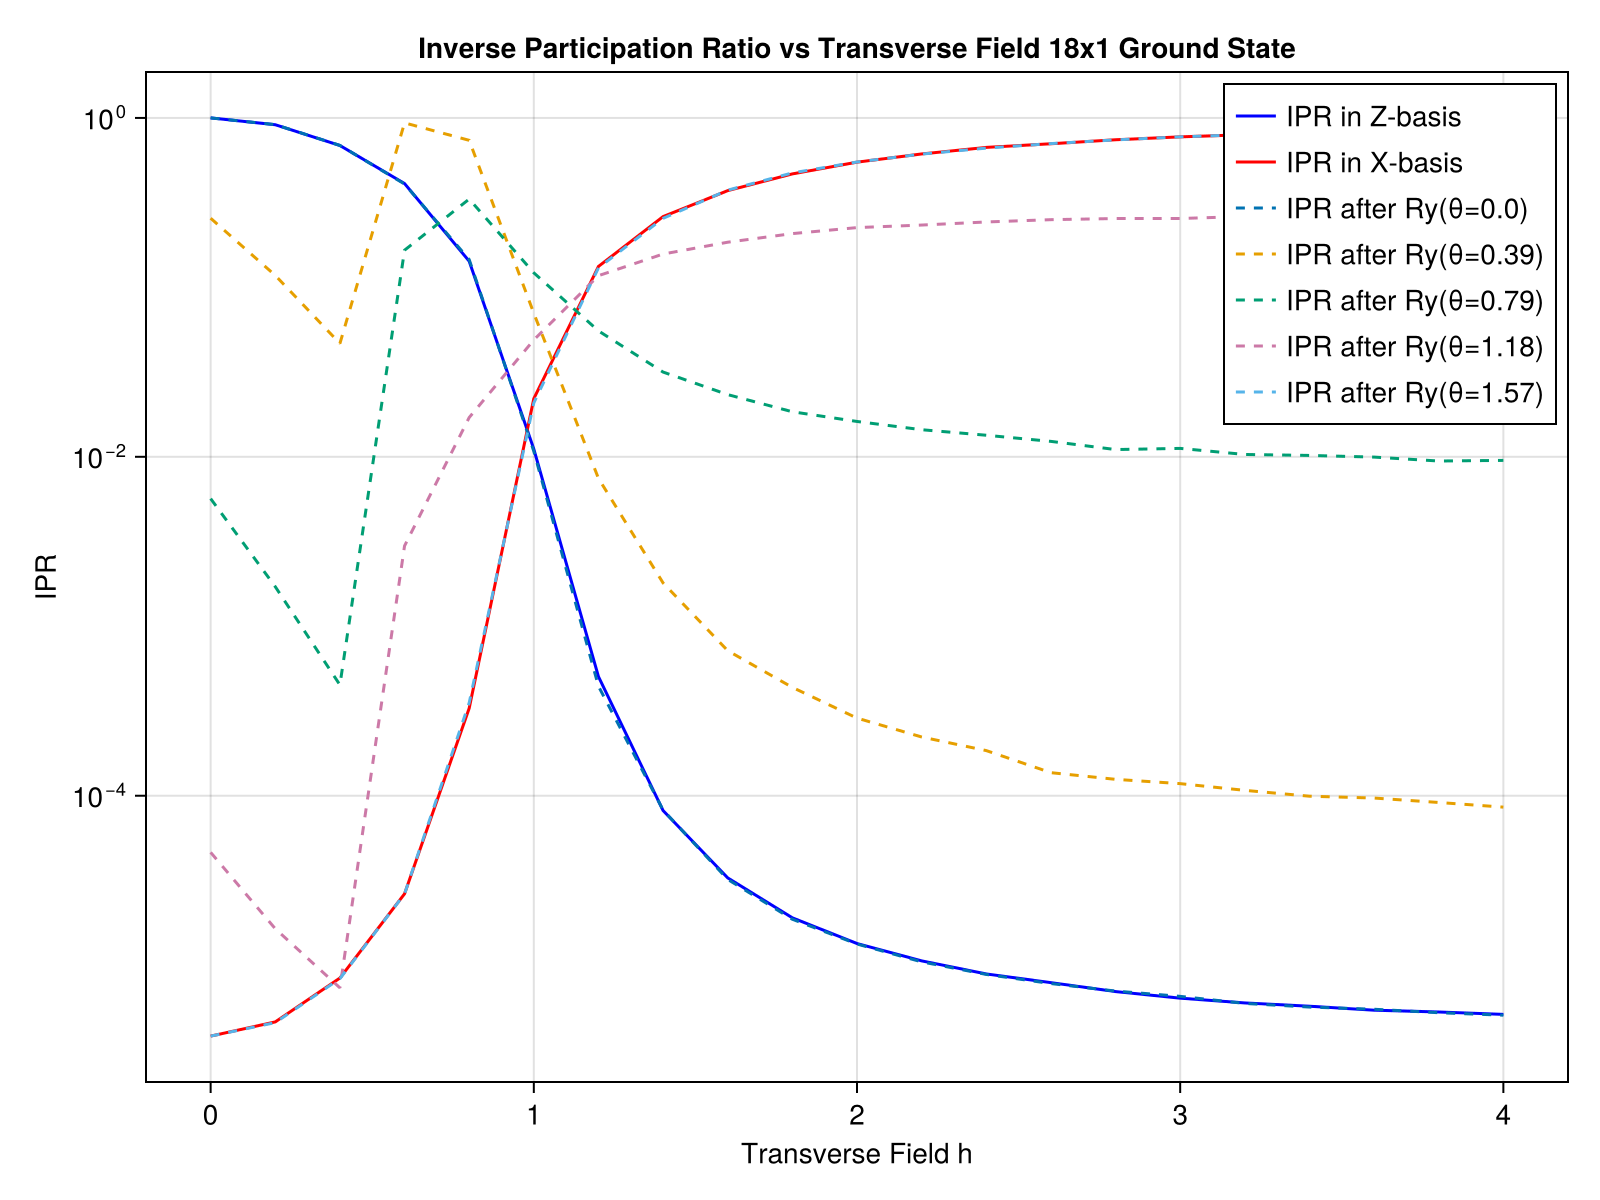 Inverse Participation Ratio vs Transverse Field 18x1 Ground State
10⁰
10⁻²
10⁻⁴
IPR
IPR in Z-basis
IPR in X-basis
IPR after Ry(θ=0.0)
IPR after Ry(θ=0.39)
IPR after Ry(θ=0.79)
IPR after Ry(θ=1.18)
IPR after Ry(θ=1.57)
0 1 2 3 4
Transverse Field h